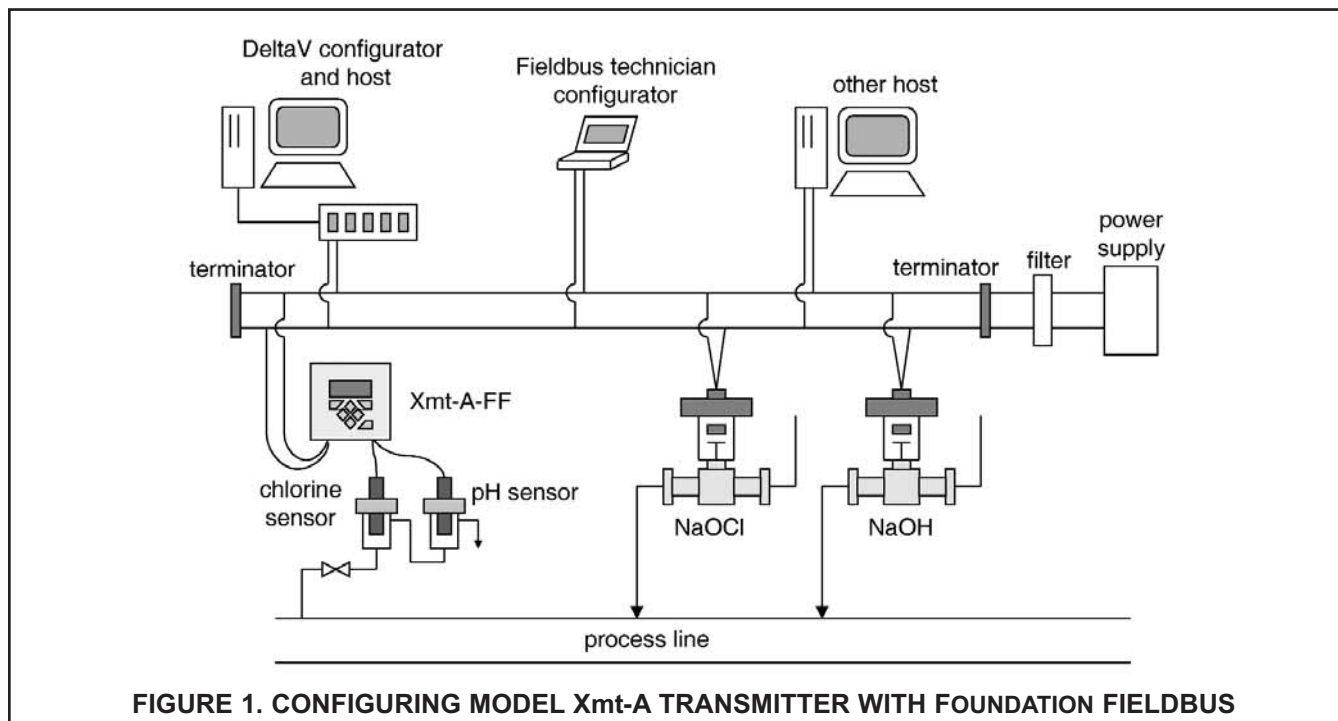 DeltaV configurator
and host
Fieldbus technician
configurator
other host
power
supply
terminator
terminator
filter
Xmt-A-FF
chlorine
sensor
pH sensor
NaOCl
NaOH
process line
FIGURE 1. CONFIGURING MODEL Xmt-A TRANSMITTER WITH FOUNDATION FIELDBUS